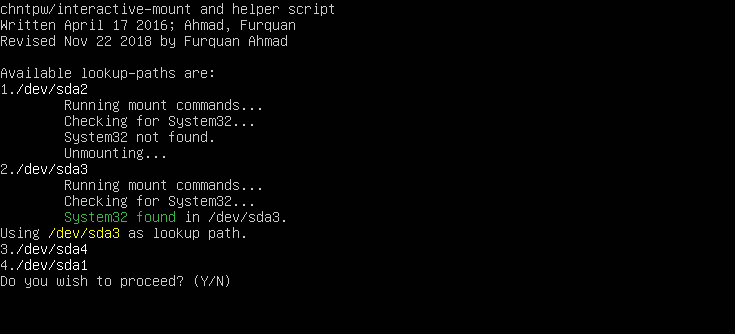 chntpw/interactive-mount and helper script
Written April 17 2016; Ahmad, Furquan
Revised Nov 22 2018 by Furquan Ahmad
Available lookup-paths are:
1./dev/sda2
Running mount commands...
Checking for System32...
System32 not found.
Unmounting...
2./dev/sda3
Running mount commands...
Checking for System32...
System32 found in /dev/sda3.
Using /dev/sda3 as lookup path.
3./dev/sda4
4./dev/sda1
Do you wish to proceed? (Y/N)